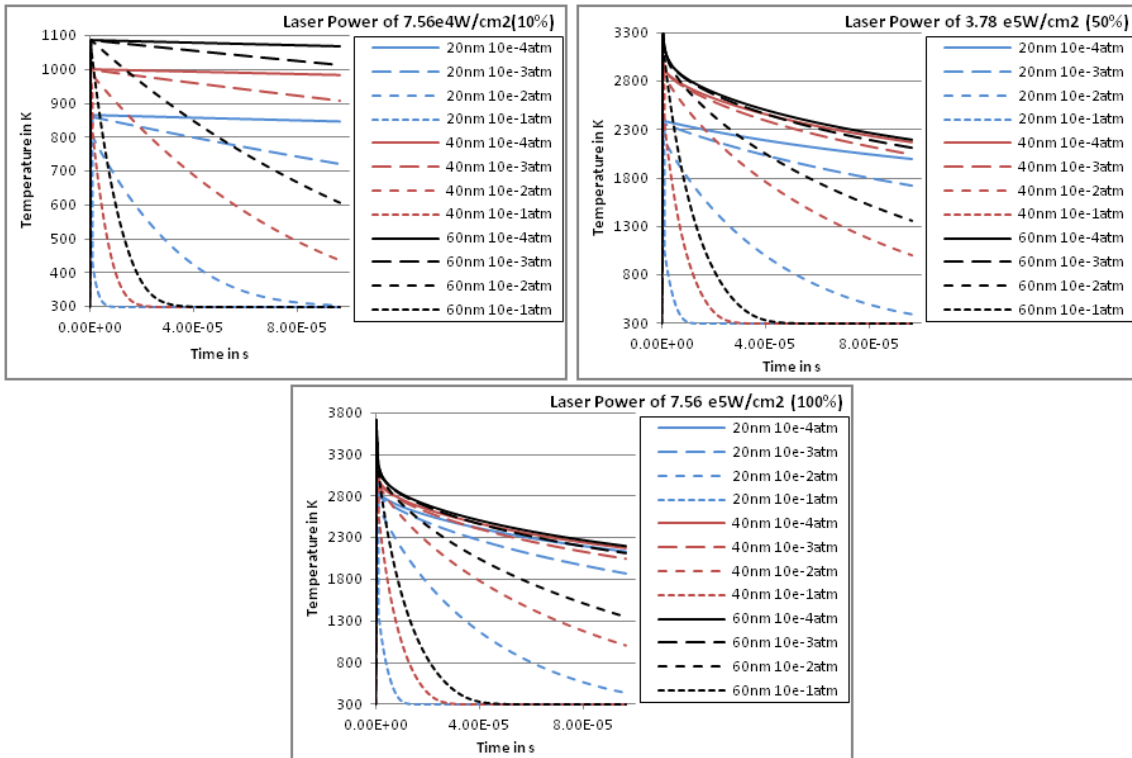 Laser Power of 7.56e4W/cm2(10%)
1100
1000
900
800
700
600
500
400
300
0.00E+00
4.00E-05
8.00E-05
Temperature in K
Time in s
20nm 10e-4atm
20nm 10e-3atm
20nm 10e-2atm
20nm 10e-1atm
40nm 10e-4atm
40nm 10e-3atm
40nm 10e-2atm
40nm 10e-1atm
60nm 10e-4atm
60nm 10e-3atm
60nm 10e-2atm
60nm 10e-1atm
Laser Power of 3.78 e5W/cm2 (50%)
3300
2800
2300
1800
1300
800
300
0.00E+00
4.00E-05
8.00E-05
Temperature in K
Time in s
20nm 10e-4atm
20nm 10e-3atm
20nm 10e-2atm
20nm 10e-1atm
40nm 10e-4atm
40nm 10e-3atm
40nm 10e-2atm
40nm 10e-1atm
60nm 10e-4atm
60nm 10e-3atm
60nm 10e-2atm
60nm 10e-1atm
Laser Power of 7.56 e5W/cm2 (100%)
3800
3300
2800
2300
1800
1300
800
300
0.00E+00
4.00E-05
8.00E-05
Temperature in K
Time in s
20nm 10e-4atm
20nm 10e-3atm
20nm 10e-2atm
20nm 10e-1atm
40nm 10e-4atm
40nm 10e-3atm
40nm 10e-2atm
40nm 10e-1atm
60nm 10e-4atm
60nm 10e-3atm
60nm 10e-2atm
60nm 10e-1atm